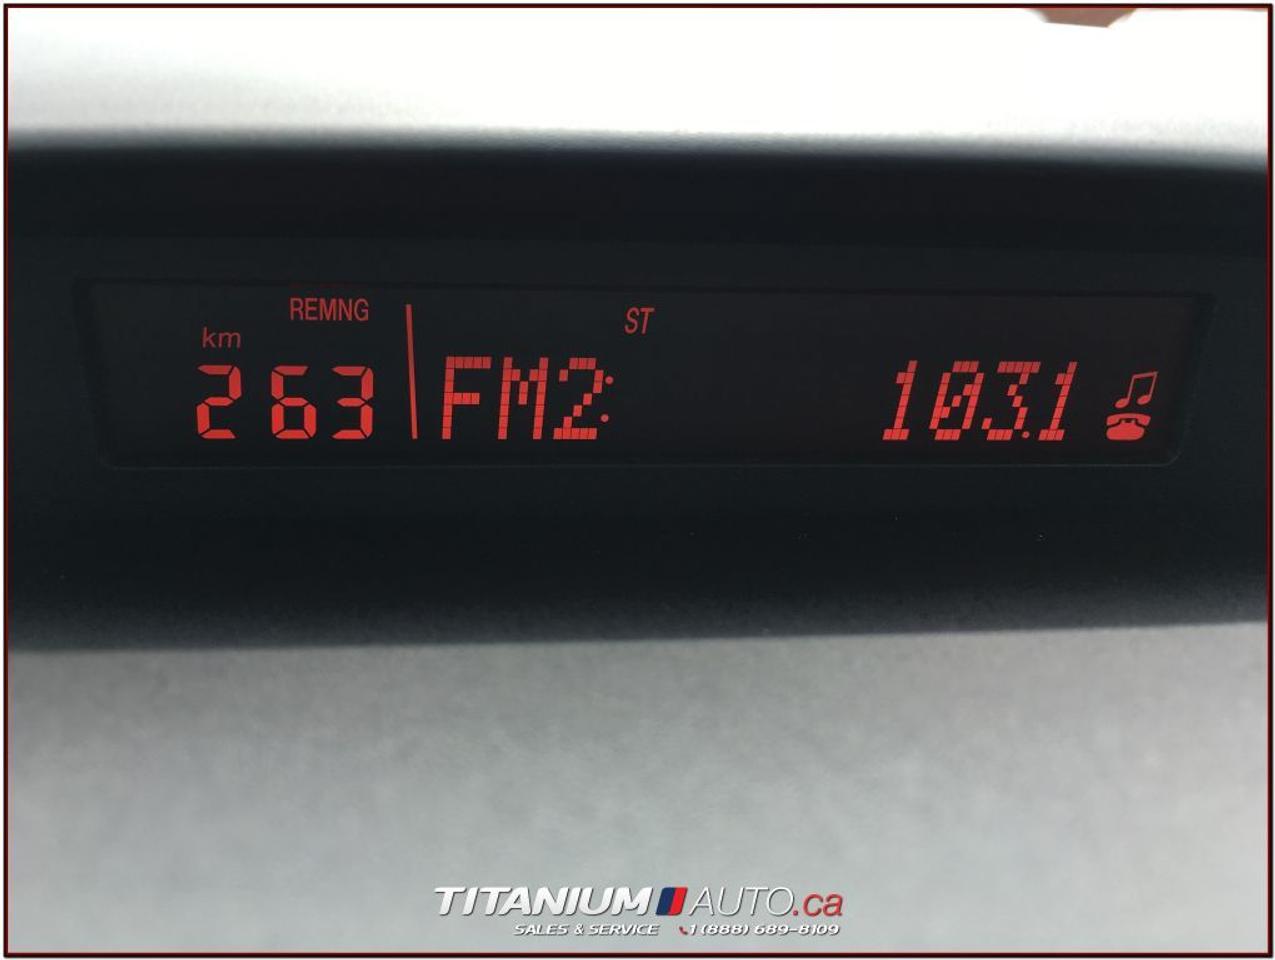 REMNG
km
ST
263 FM2: 103.1
TITANIUM AUTO.ca
SALES & SERVICE 1 (888) 689-8109